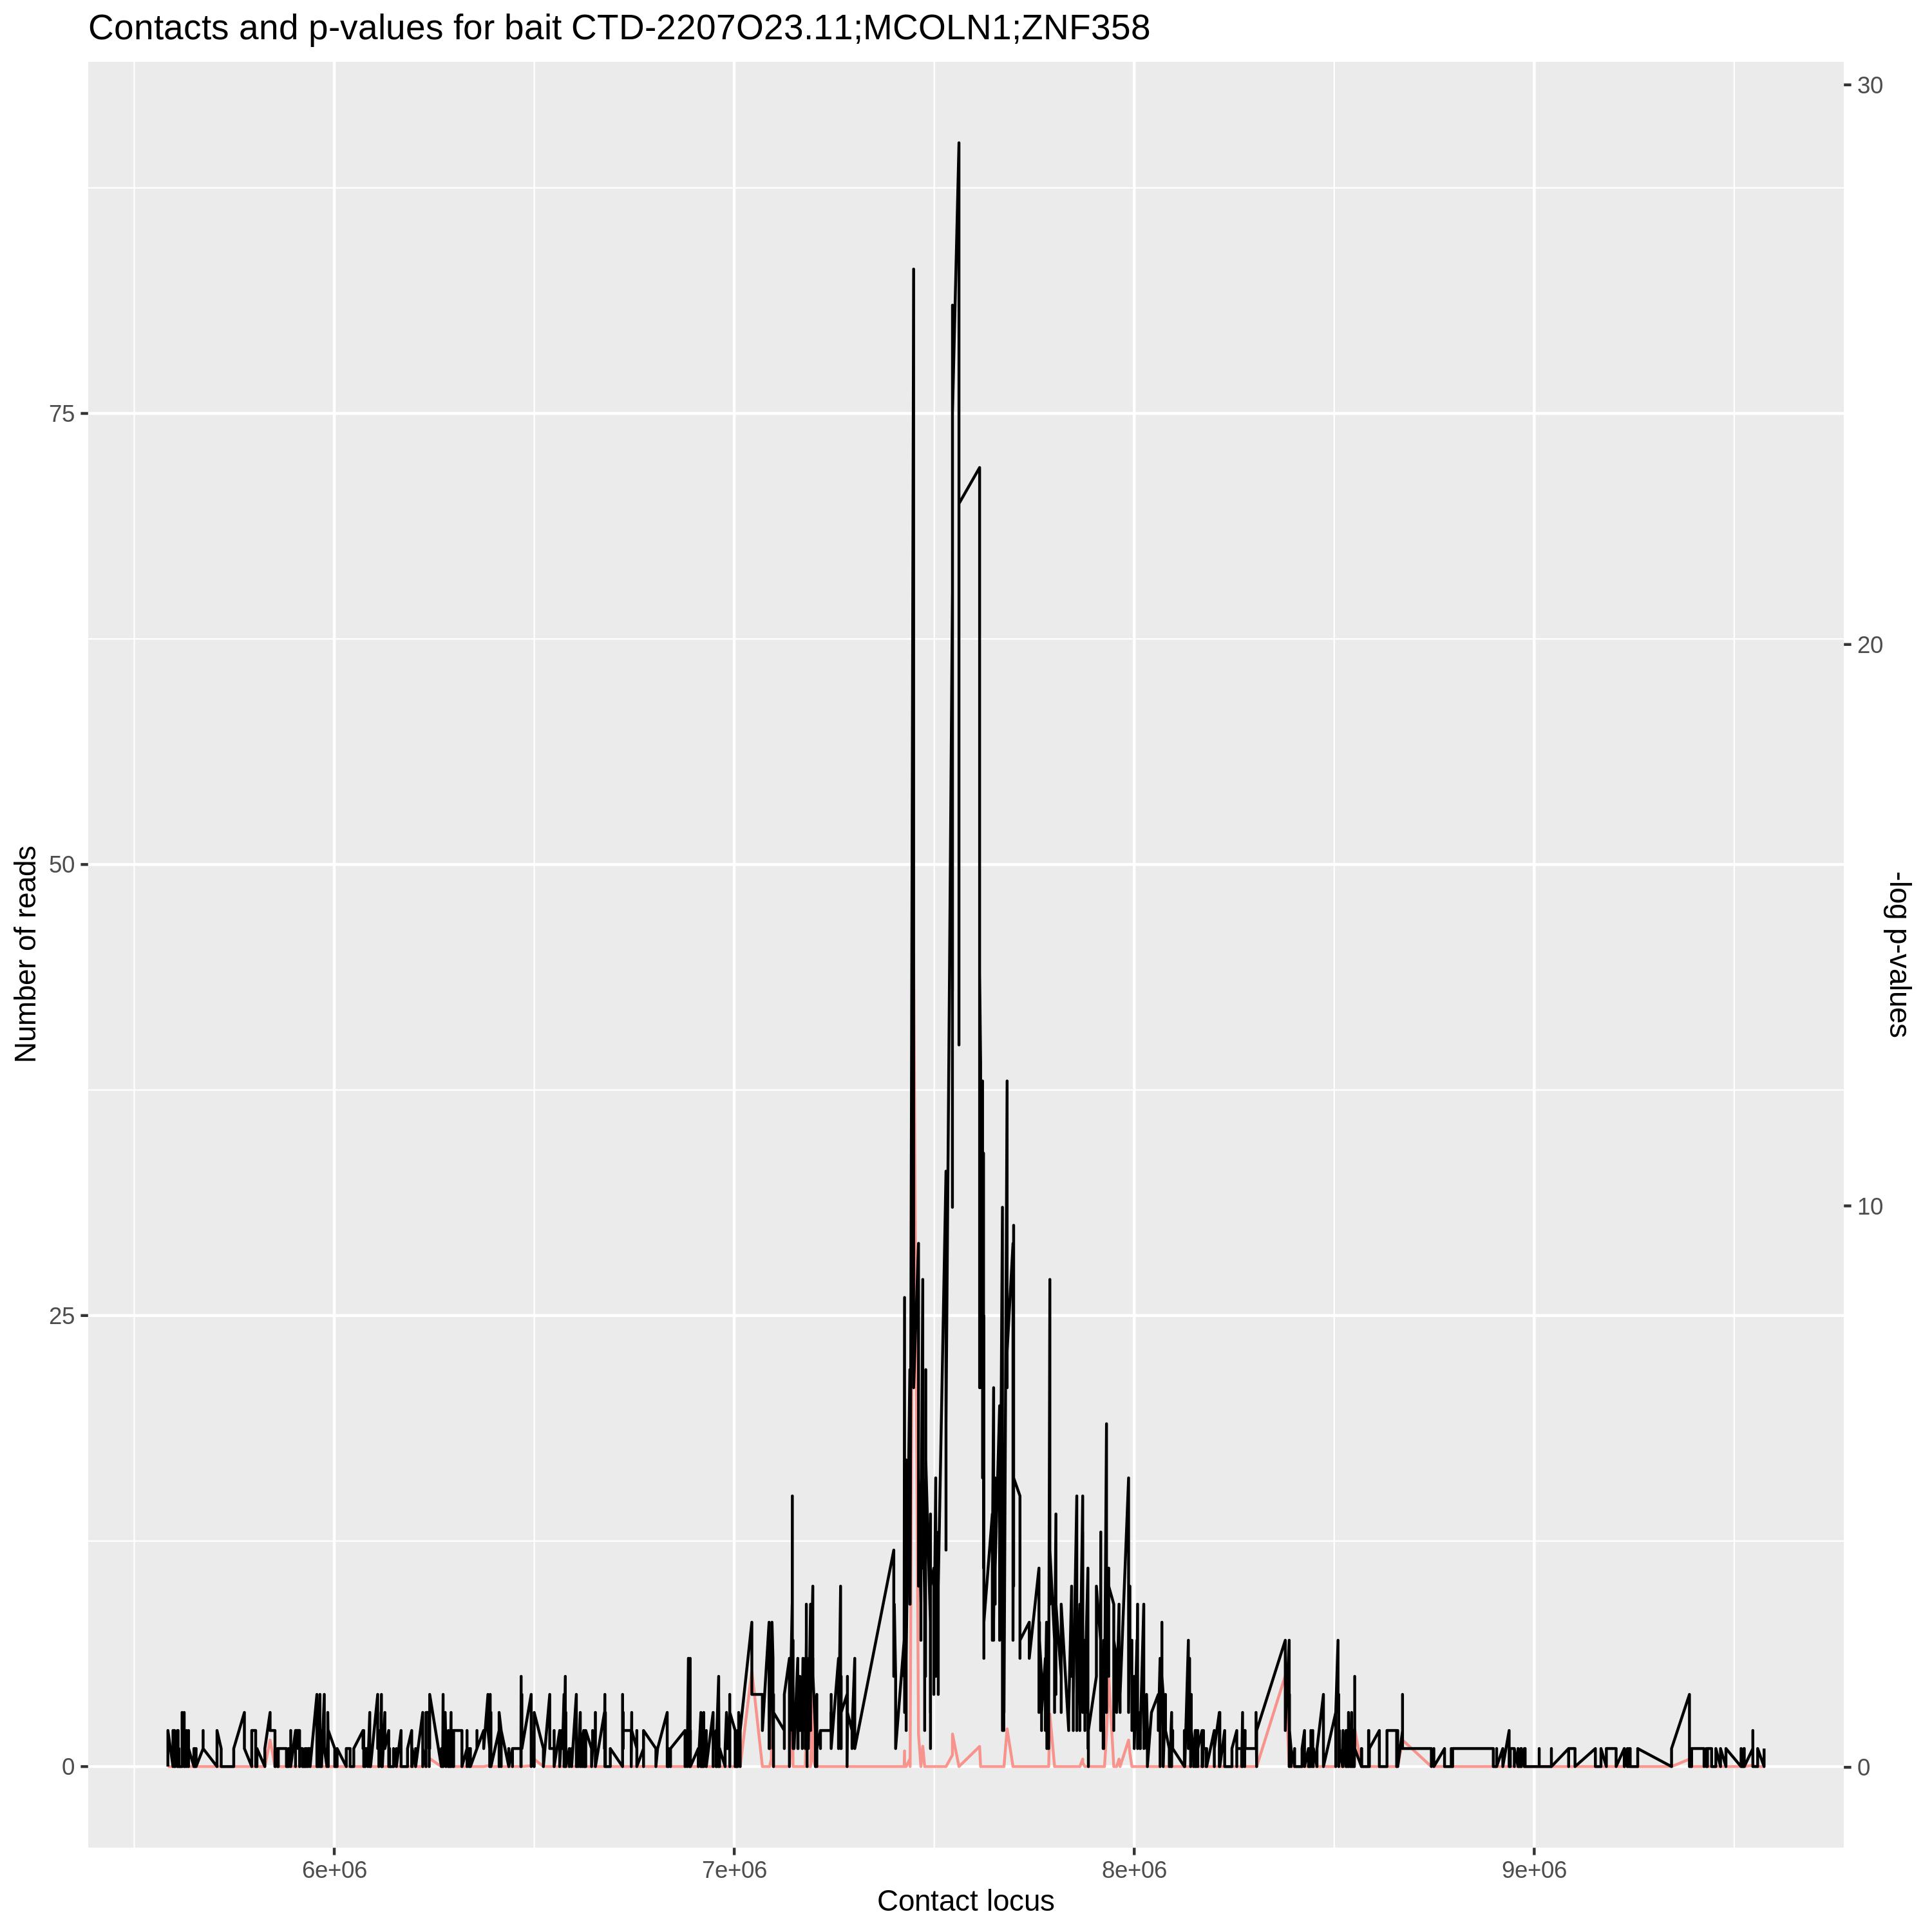 Contacts and p-values for bait CTD-2207O23.11;MCOLN1;ZNF358
30
75
20
50
Number of reads
-log p-values
10
25
0
0
6e+06
7e+06
8e+06
9e+06
Contact locus